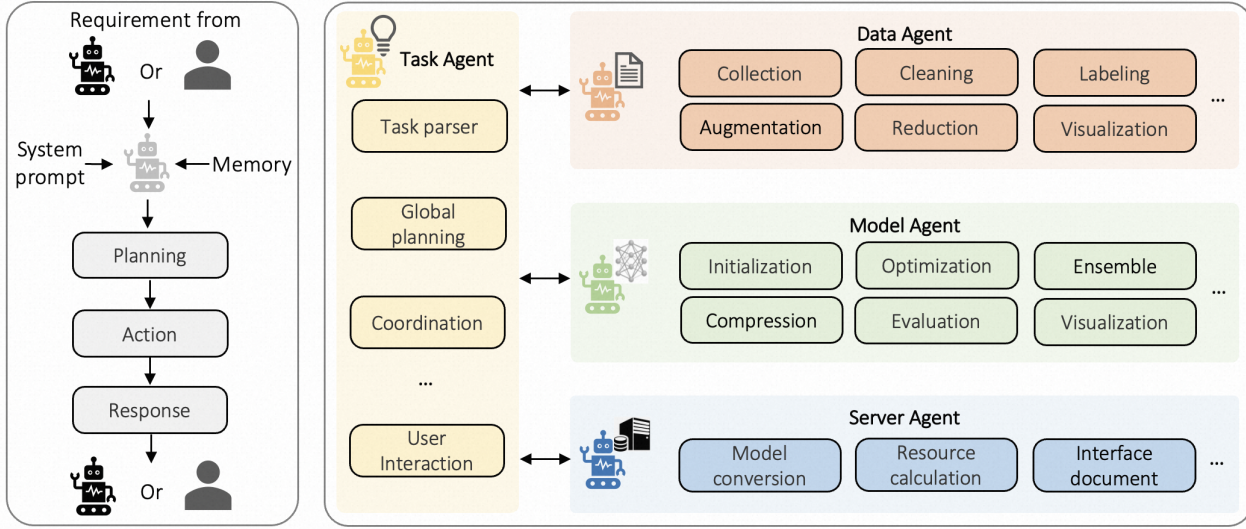 Requirement from
Or
System
prompt
Memory
Planning
Action
Response
Or
Task Agent
Task parser
Global
planning
Coordination
...
User
Interaction
Data Agent
Collection
Cleaning
Labeling
Augmentation
Reduction
Visualization
...
Model Agent
Initialization
Optimization
Ensemble
Compression
Evaluation
Visualization
...
Server Agent
Model
conversion
Resource
calculation
Interface
document
...